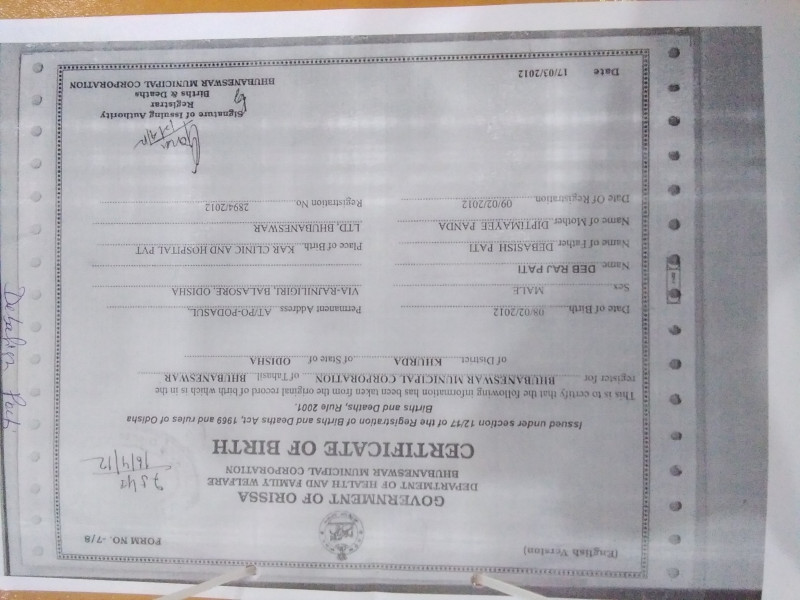 (English Version)
FORM NO. -7/8
GOVERNMENT OF ORISSA
DEPARTMENT OF HEALTH AND FAMILY WELFARE
BHUBANESWAR MUNICIPAL CORPORATION
CERTIFICATE OF BIRTH
7547
16/4/12
Issued under section 12/17 of the Registration of Births and Deaths, Act, 1969 and rules of Odisha
Births and Deaths, Rule 2001.
This is to certify that the following information has been taken from the original record of birth which is in the
register for BHUBANESWAR MUNICIPAL CORPORATION of Tahasil BHUBANESWAR
of District KHURDA of State of ODISHA
Date of Birth 08/02/2012
Permanent Address AT/PO-PODASUL,
Sex MALE
VIA-RAJNILIGIRI, BALASORE, ODISHA
Name DEB RAJ PATI
Name of Father DEBASISH PATI
Place of Birth KAR CLINIC AND HOSPITAL PVT
Name of Mother DIPTIMAYEE PANDA
LTD, BHUBANESWAR
Date Of Registration 09/02/2012
Registration No 2894/2012
Signature of Issuing Authority
Registrar
Births & Deaths
BHUBANESWAR MUNICIPAL CORPORATION
Date 17/03/2012
Debasish Pati